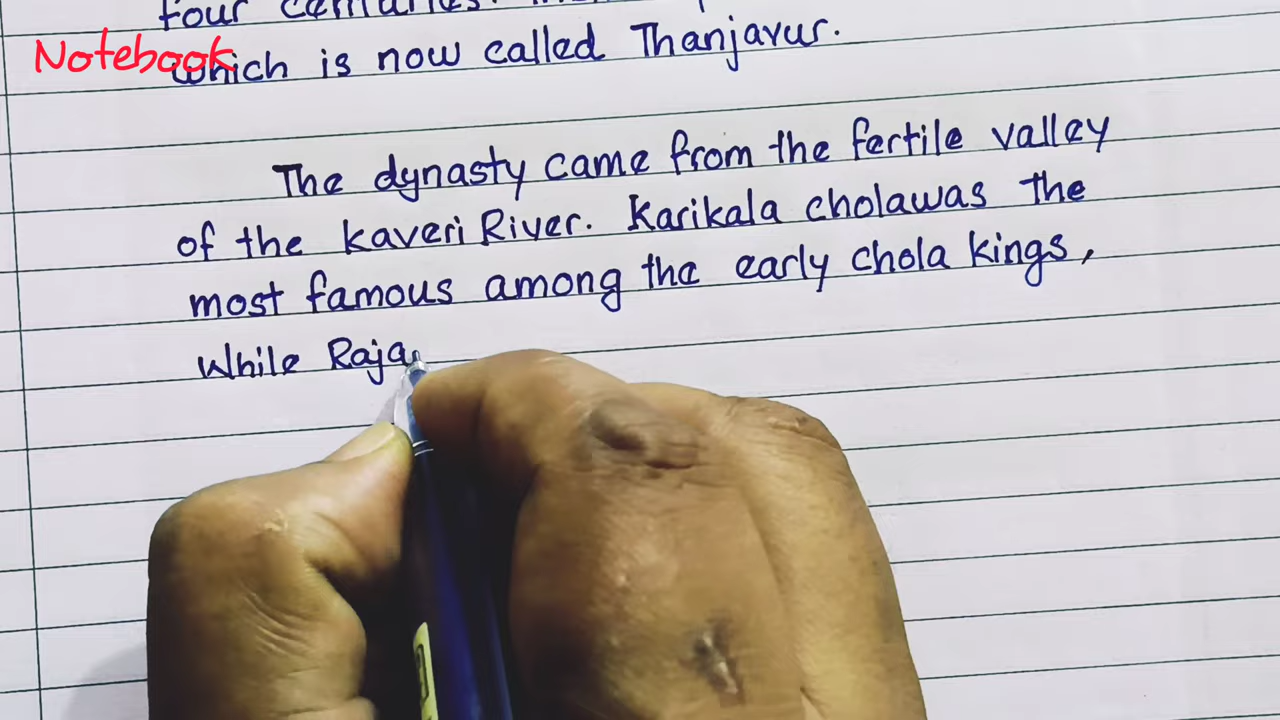 four
Notebook
which is now called Thanjavur.
The dynasty came from the fertile valley
of the kaveri River. Karikala cholawas the
most famous among the early chola kings,
While Raja